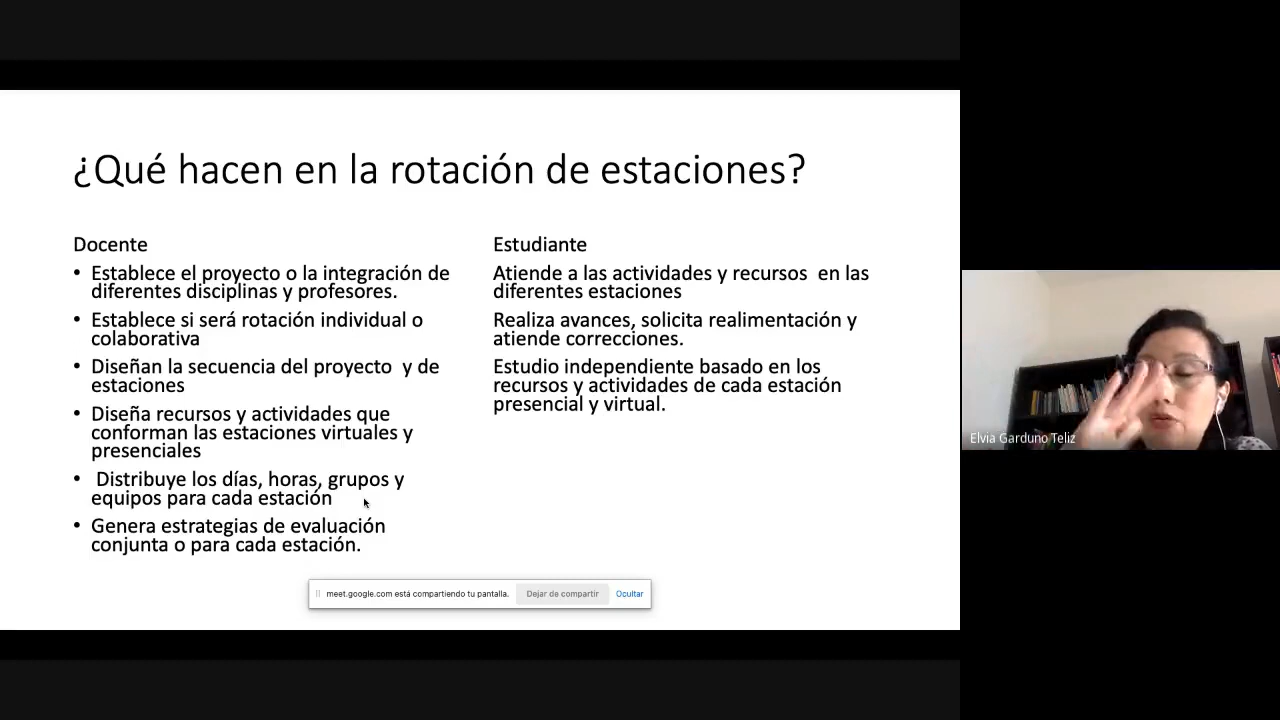 ¿Qué hacen en la rotación de estaciones?
Docente
• Establece el proyecto o la integración de
diferentes disciplinas y profesores.
• Establece si será rotación individual o
colaborativa
• Diseñan la secuencia del proyecto y de
estaciones
• Diseña recursos y actividades que
conforman las estaciones virtuales y
presenciales
• Distribuye los días, horas, grupos y
equipos para cada estación
• Genera estrategias de evaluación
conjunta o para cada estación.
Estudiante
Atiende a las actividades y recursos en las
diferentes estaciones
Realiza avances, solicita realimentación y
atiende correcciones.
Estudio independiente basado en los
recursos y actividades de cada estación
presencial y virtual.
meet.google.com está compartiendo tu pantalla.
Dejar de compartir
Ocultar
Elvia Garduno Teliz